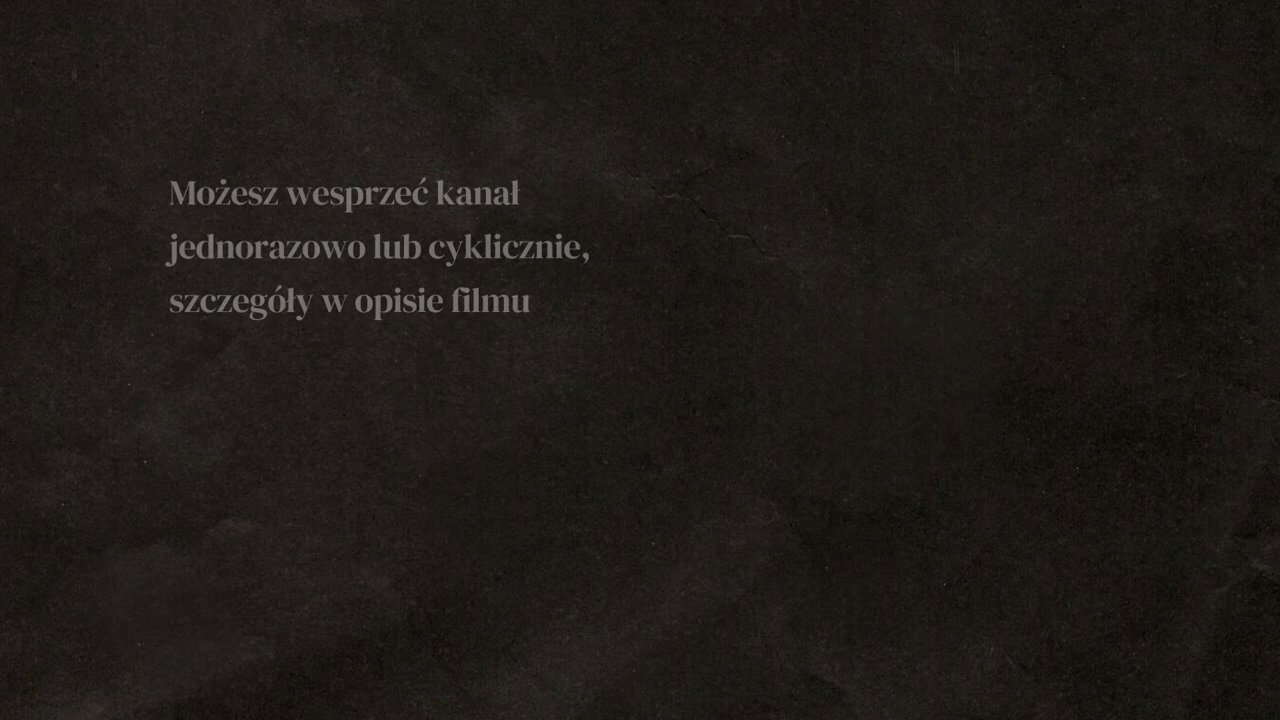 Możesz wesprzeć kanał
jednorazowo lub cyklicznie,
szczegóły w opisie filmu